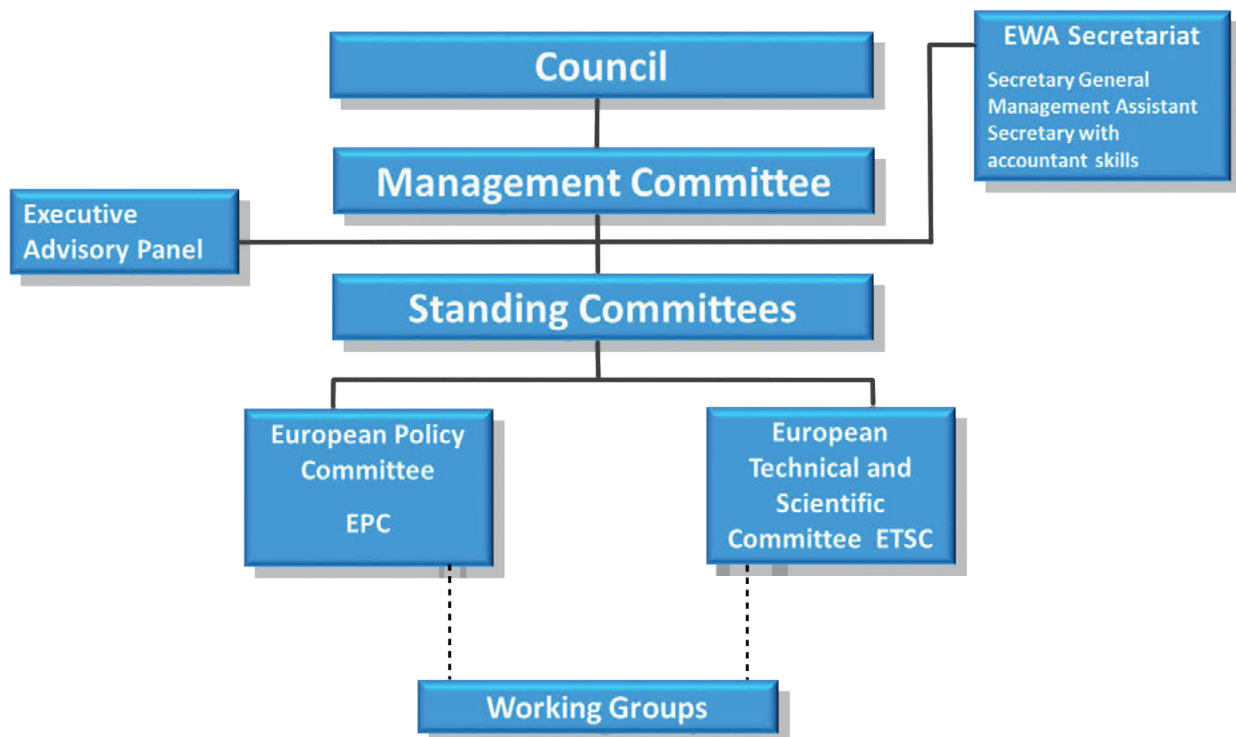 Council
EWA Secretariat
Secretary General
Management Assistant
Secretary with
accountant skills
Management Committee
Executive
Advisory Panel
Standing Committees
European Policy
Committee
EPC
European
Technical and
Scientific
Committee ETSC
Working Groups